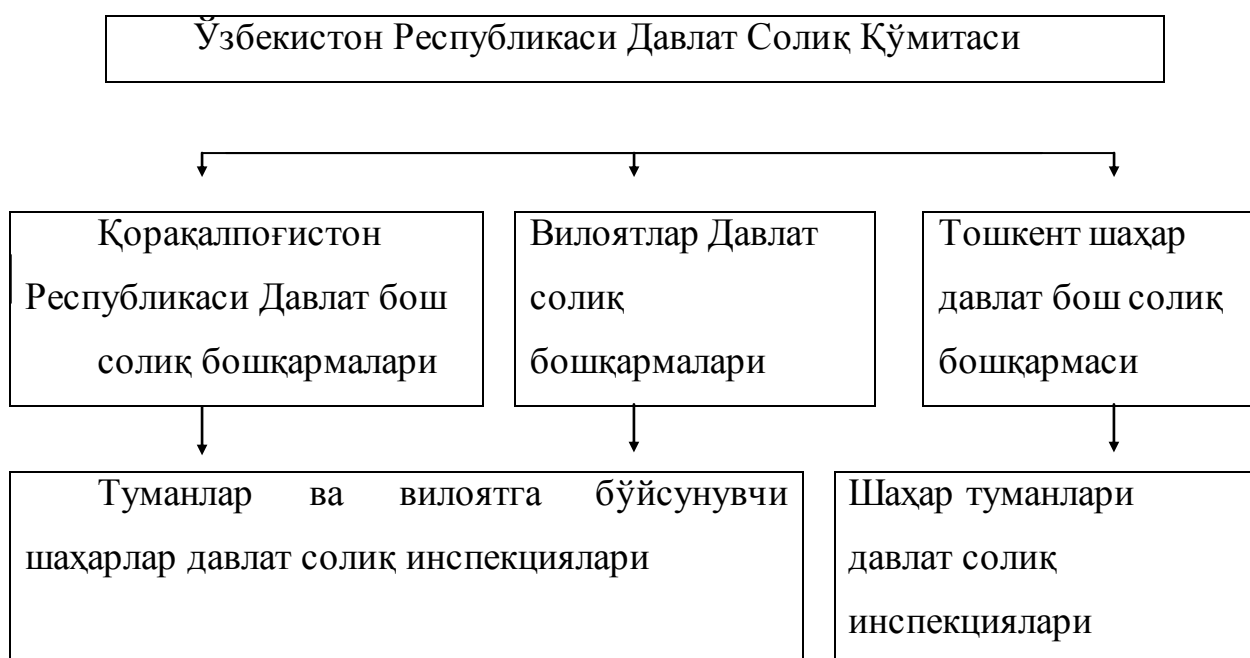 Ўзбекистон Республикаси Давлат Солиқ Қўмитаси
Қорақалпоғистон
Республикаси Давлат бош
солиқ бошқармалари
Вилоятлар Давлат
солиқ
бошқармалари
Тошкент шаҳар
давлат бош солиқ
бошқармаси
Туманлар ва вилоятга бўйсунувчи
шаҳарлар давлат солиқ инспекциялари
Шаҳар туманлари
давлат солиқ
инспекциялари